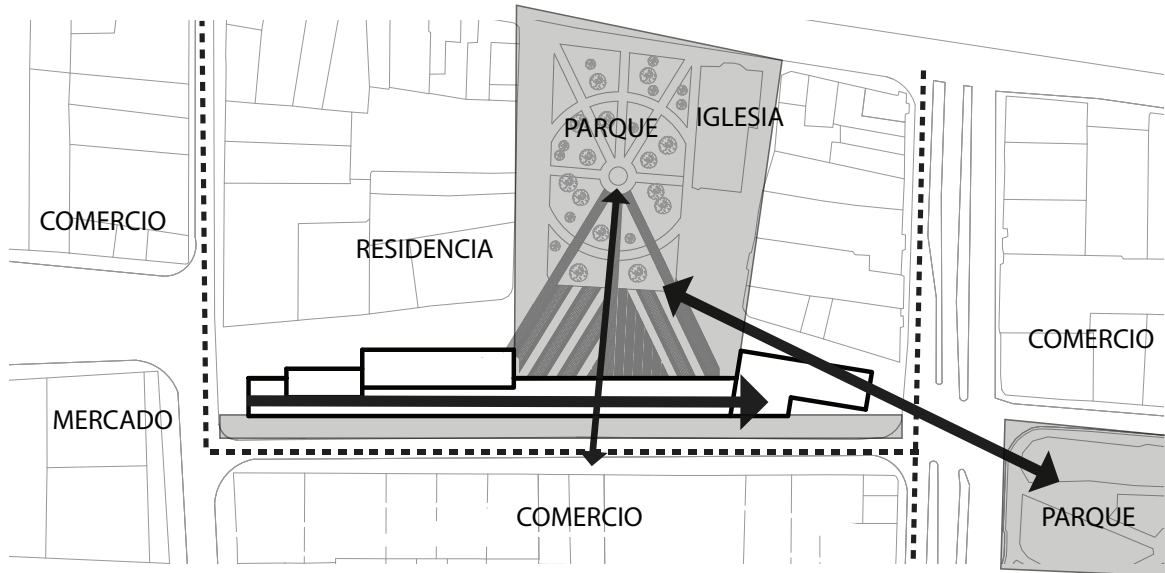 IGLESIA
PARQUE
COMERCIO
RESIDENCIA
COMERCIO
MERCADO
COMERCIO
PARQUE